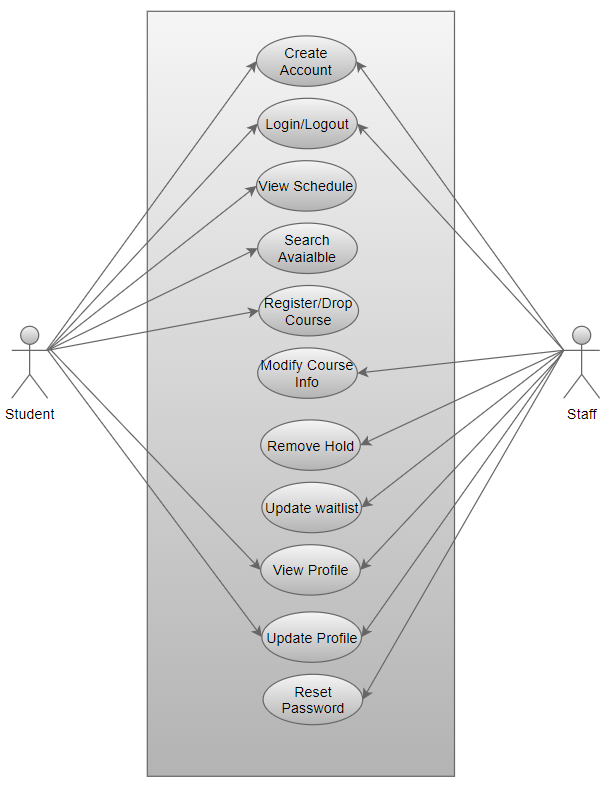 Create
Account
Login/Logout
View Schedule
Search
Avaialble
Register/Drop
Course
Modify Course
Info
Student
Staff
Remove Hold
Update waitlist
View Profile
Update Profile
Reset
Password